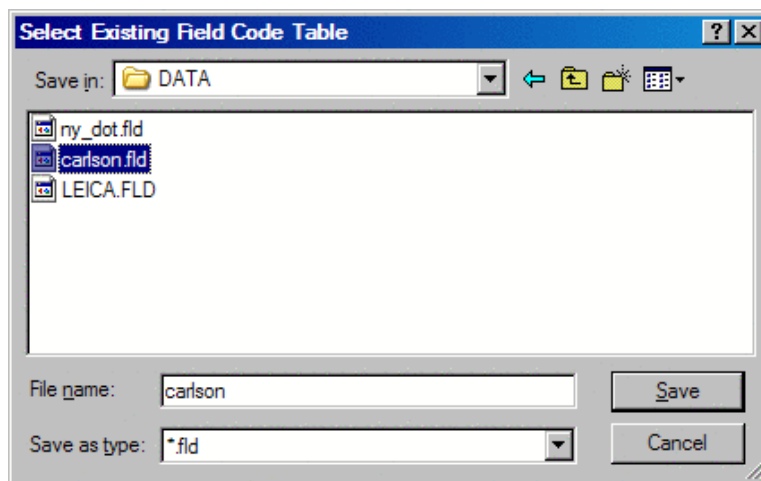 Select Existing Field Code Table
Save in: DATA
ny_dot.fld
carlson.fld
LEICA.FLD
File name: carlson Save
Save as type: *.fld Cancel